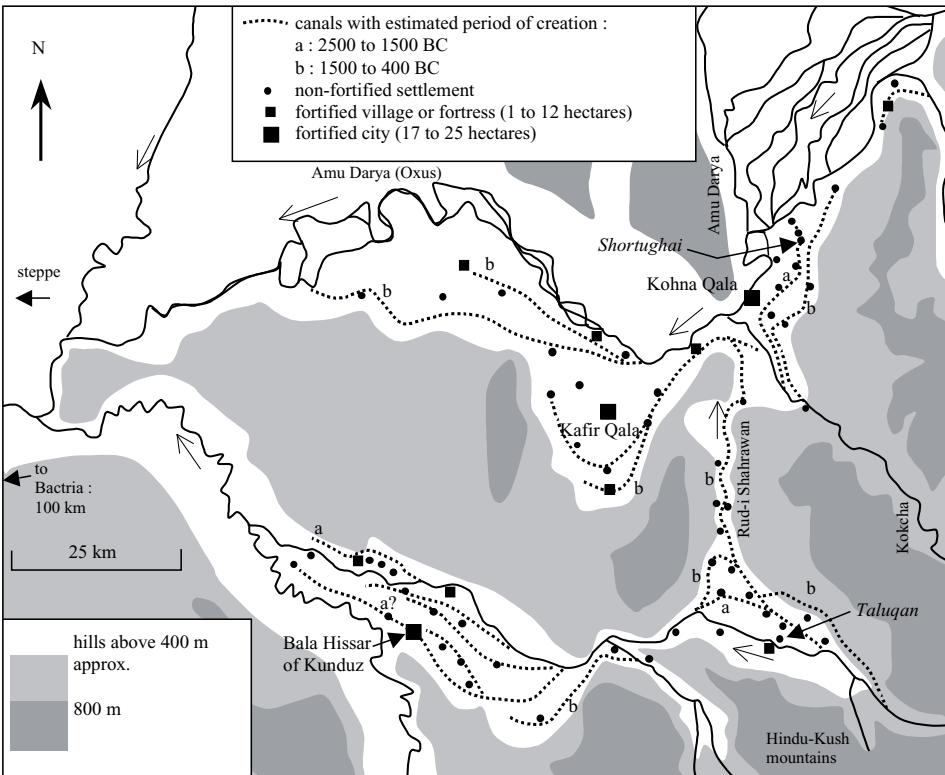 canals with estimated period of creation :
a : 2500 to 1500 BC
b : 1500 to 400 BC
non-fortified settlement
fortified village or fortress (1 to 12 hectares)
fortified city (17 to 25 hectares)
N
Amu Darya (Oxus)
Amu Darya
Shortughai
steppe
b
b
a
Kohna Qala
b
Kafir Qala
b
b
Rud-i Shahrawan
Kokcha
to
Bactria :
100 km
25 km
a
a?
b
a
b
Taluqan
Bala Hissar
of Kunduz
b
hills above 400 m
approx.
800 m
Hindu-Kush
mountains